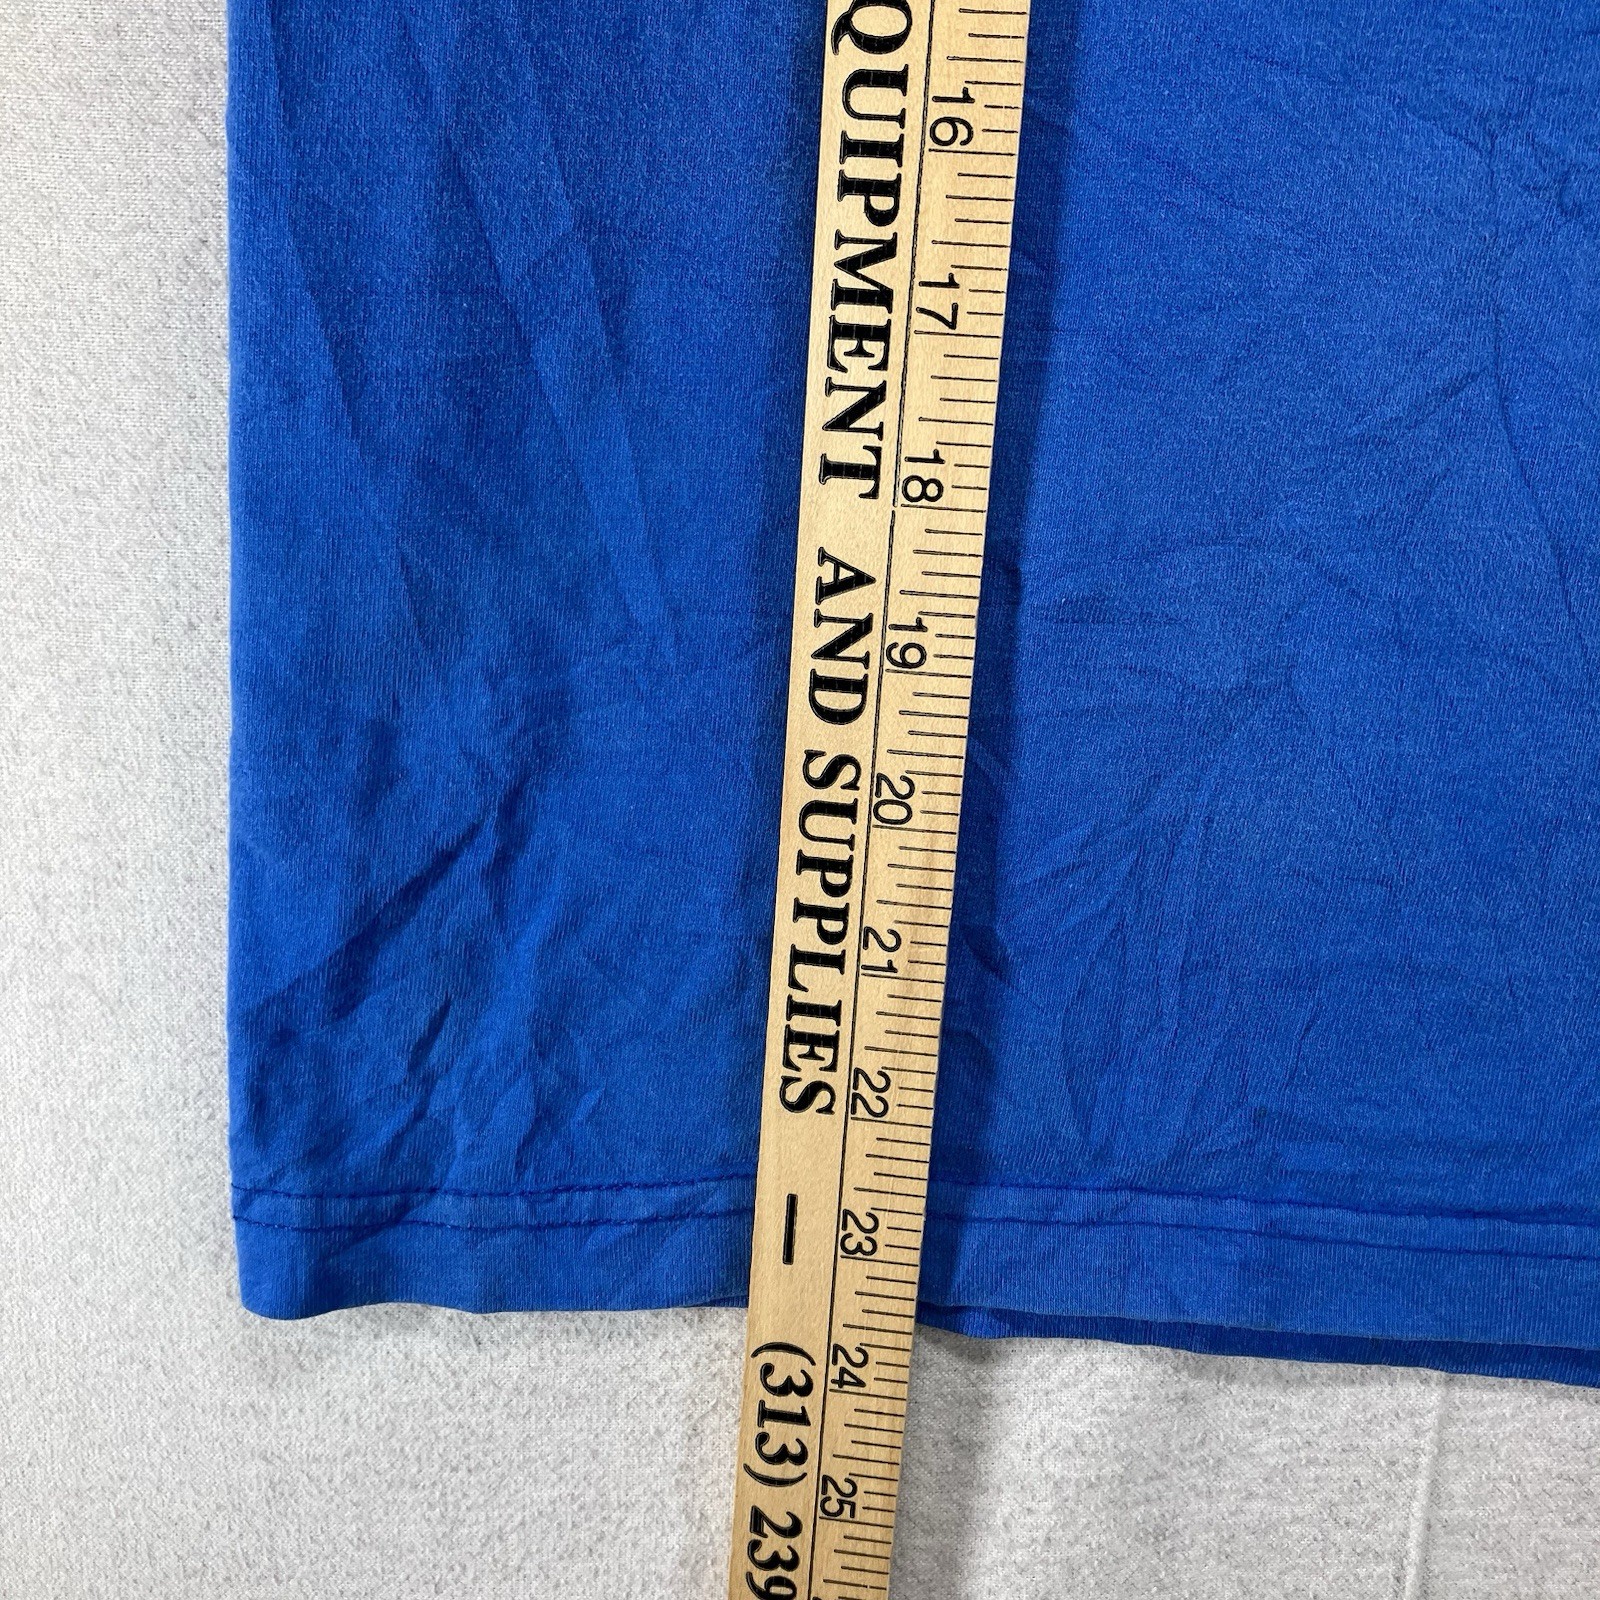 QUIPMENT AND SUPPLIES — (313) 239
16 17 18 19 20 21 22 23 24 25